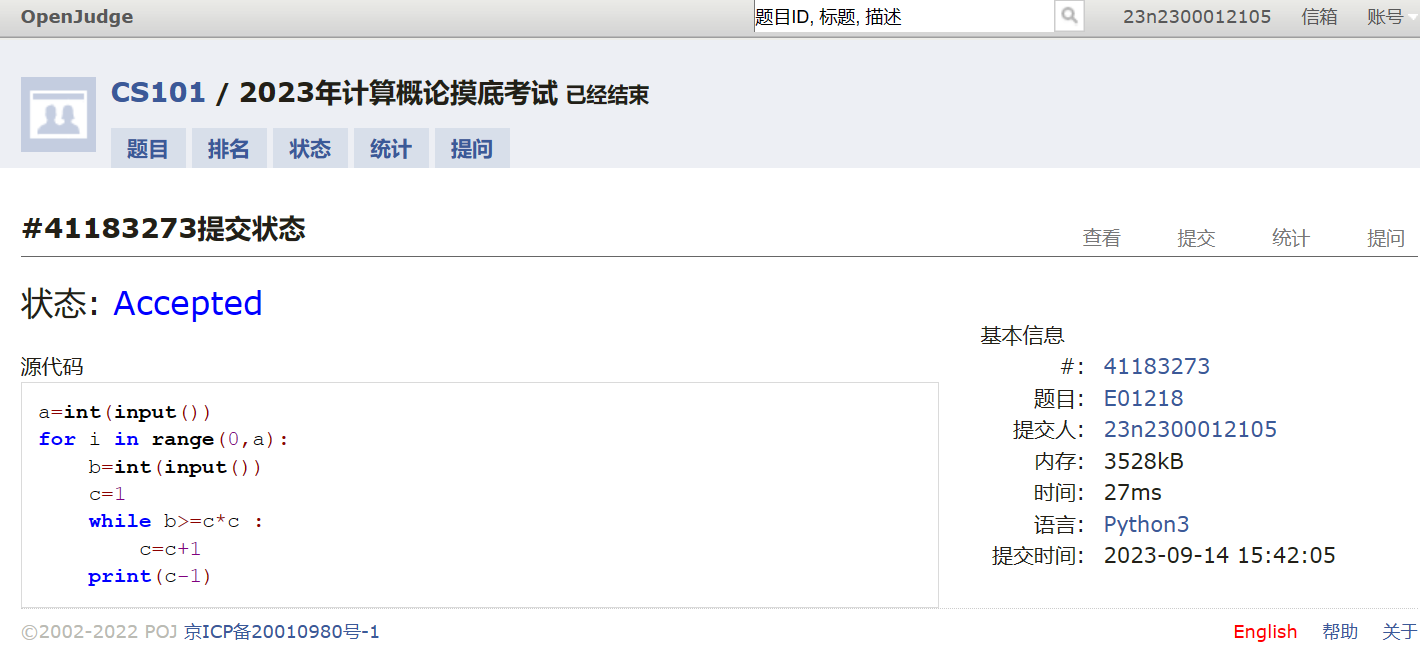 OpenJudge
题目ID, 标题, 描述
23n2300012105 信箱 账号
CS101 / 2023年计算概论摸底考试 已经结束
题目 排名 状态 统计 提问
#41183273提交状态
查看 提交 统计 提问
状态: Accepted
源代码
a=int(input())
for i in range(0,a):
    b=int(input())
    c=1
    while b>=c*c :
        c=c+1
    print(c-1)
基本信息
#: 41183273
题目: E01218
提交人: 23n2300012105
内存: 3528kB
时间: 27ms
语言: Python3
提交时间: 2023-09-14 15:42:05
©2002-2022 POJ 京ICP备20010980号-1
English 帮助 关于